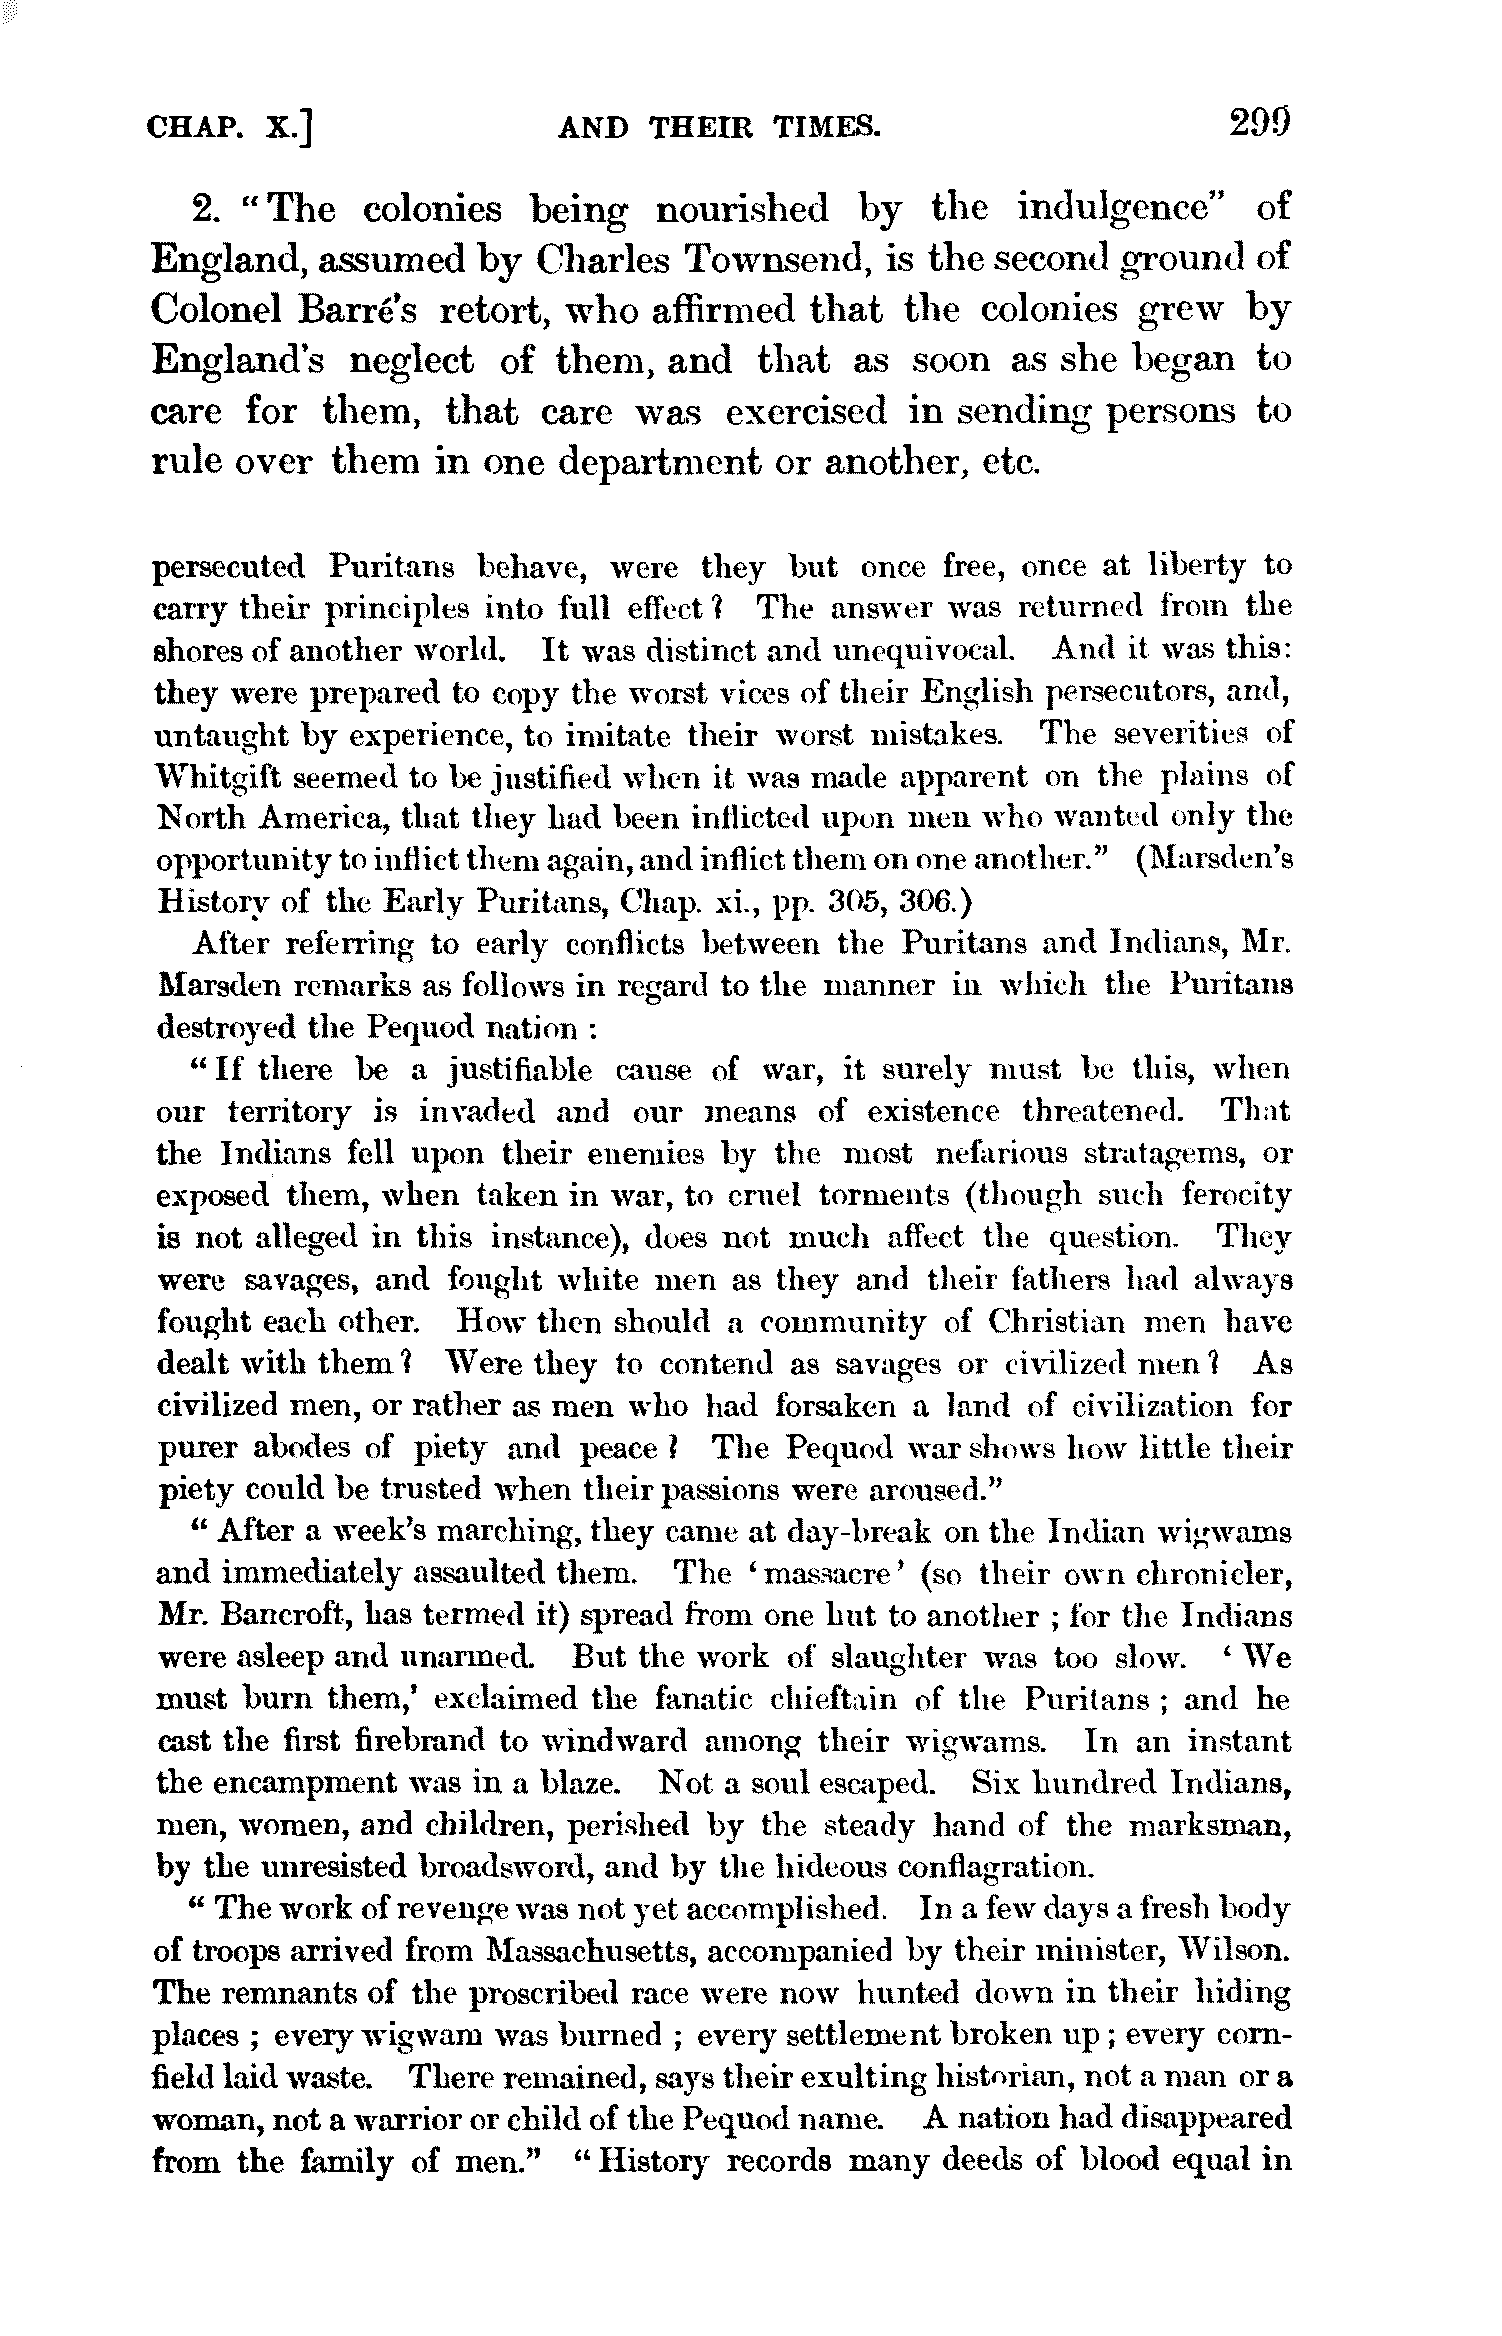 CHAP. X.] AND THEIR TIMES. 299
2. "The colonies being nourished by the indulgence" of
England, assumed by Charles Townsend, is the second ground of
Colonel Barré's retort, who affirmed that the colonies grew by
England's neglect of them, and that as soon as she began to
care for them, that care was exercised in sending persons to
rule over them in one department or another, etc.
persecuted Puritans behave, were they but once free, once at liberty to
carry their principles into full effect? The answer was returned from the
shores of another world. It was distinct and unequivocal. And it was this:
they were prepared to copy the worst vices of their English persecutors, and,
untaught by experience, to imitate their worst mistakes. The severities of
Whitgift seemed to be justified when it was made apparent on the plains of
North America, that they had been inflicted upon men who wanted only the
opportunity to inflict them again, and inflict them on one another." (Marsden's
History of the Early Puritans, Chap. xi., pp. 305, 306.)
After referring to early conflicts between the Puritans and Indians, Mr.
Marsden remarks as follows in regard to the manner in which the Puritans
destroyed the Pequod nation :
"If there be a justifiable cause of war, it surely must be this, when
our territory is invaded and our means of existence threatened. That
the Indians fell upon their enemies by the most nefarious stratagems, or
exposed them, when taken in war, to cruel torments (though such ferocity
is not alleged in this instance), does not much affect the question. They
were savages, and fought white men as they and their fathers had always
fought each other. How then should a community of Christian men have
dealt with them? Were they to contend as savages or civilized men? As
civilized men, or rather as men who had forsaken a land of civilization for
purer abodes of piety and peace? The Pequod war shows how little their
piety could be trusted when their passions were aroused."
"After a week's marching, they came at day-break on the Indian wigwams
and immediately assaulted them. The 'massacre' (so their own chronicler,
Mr. Bancroft, has termed it) spread from one hut to another ; for the Indians
were asleep and unarmed. But the work of slaughter was too slow. 'We
must burn them,' exclaimed the fanatic chieftain of the Puritans ; and he
cast the first firebrand to windward among their wigwams. In an instant
the encampment was in a blaze. Not a soul escaped. Six hundred Indians,
men, women, and children, perished by the steady hand of the marksman,
by the unresisted broadsword, and by the hideous conflagration.
"The work of revenge was not yet accomplished. In a few days a fresh body
of troops arrived from Massachusetts, accompanied by their minister, Wilson.
The remnants of the proscribed race were now hunted down in their hiding
places ; every wigwam was burned ; every settlement broken up ; every corn-
field laid waste. There remained, says their exulting historian, not a man or a
woman, not a warrior or child of the Pequod name. A nation had disappeared
from the family of men." "History records many deeds of blood equal in